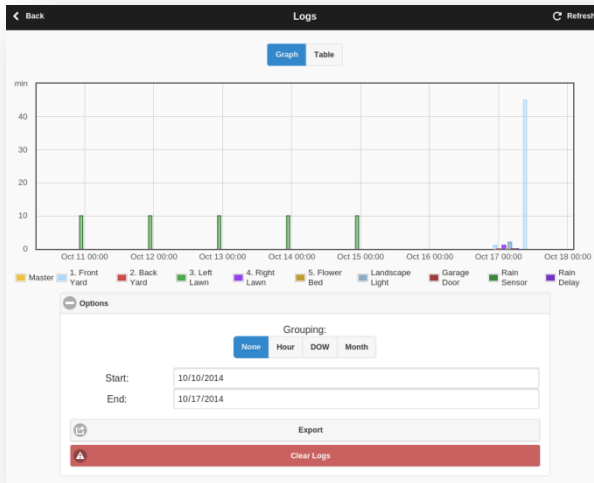 Back Logs Refresh
Graph Table
min
40
30
20
10
0
Oct 11 00:00 Oct 12 00:00 Oct 13 00:00 Oct 14 00:00 Oct 15 00:00 Oct 16 00:00 Oct 17 00:00 Oct 18 00:00
Master 1. Front Yard 2. Back Yard 3. Left Lawn 4. Right Lawn 5. Flower Bed Landscape Light Garage Door Rain Sensor Rain Delay
Options
Grouping:
None Hour DOW Month
Start: 10/10/2014
End: 10/17/2014
Export
Clear Logs